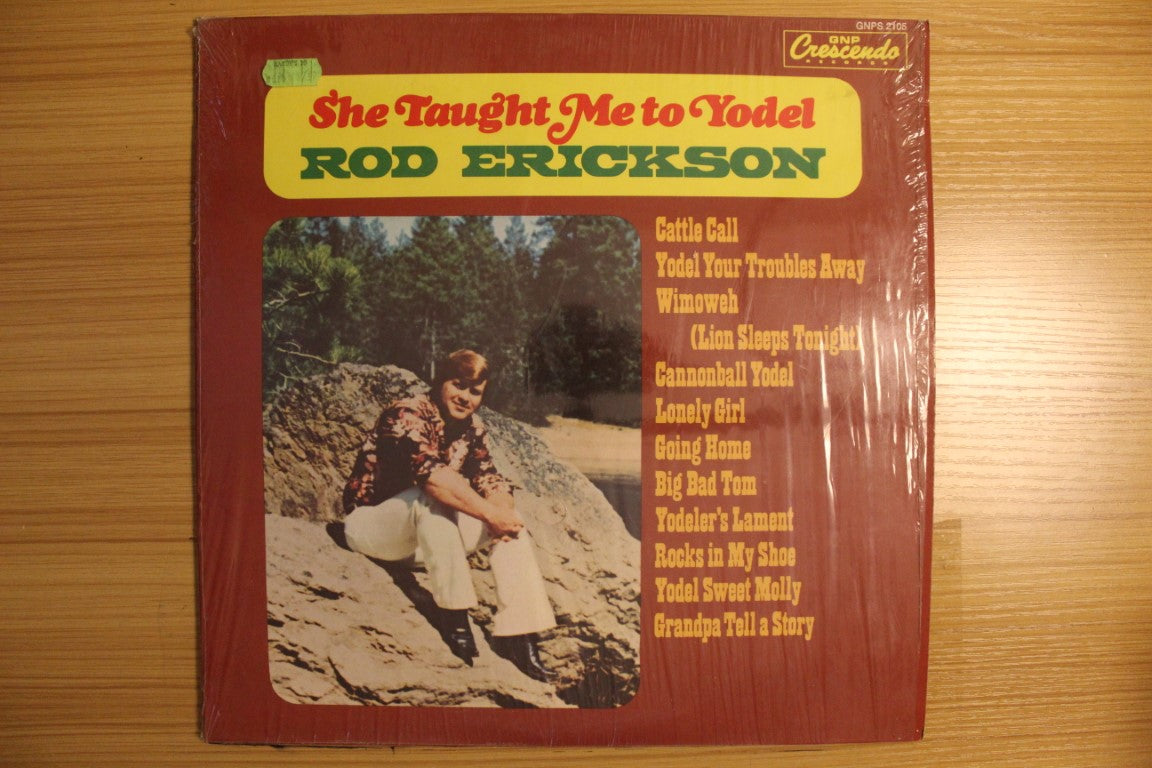 GNPS 2105
GNP
Crescendo
RECORDS
She Taught Me to Yodel
ROD ERICKSON
Cattle Call
Yodel Your Troubles Away
Wimoweh
(Lion Sleeps Tonight)
Cannonball Yodel
Lonely Girl
Going Home
Big Bad Tom
Yodeler's Lament
Rocks in My Shoe
Yodel Sweet Molly
Grandpa Tell a Story